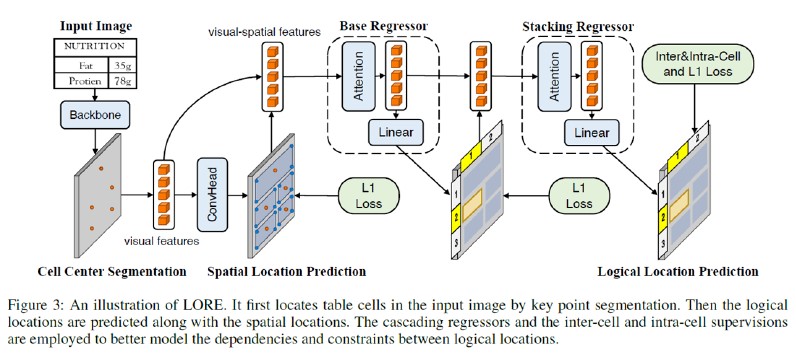 Input Image
NUTRITION
Fat 35g
Protien 78g
Backbone
Cell Center Segmentation
visual features
ConvHead
visual-spatial features
Spatial Location Prediction
L1
Loss
Base Regressor
Attention
Linear
1 2
1
2
3
L1
Loss
Stacking Regressor
Attention
Linear
Inter&Intra-Cell
and L1 Loss
1 2
1
2
3
Logical Location Prediction
Figure 3: An illustration of LORE. It first locates table cells in the input image by key point segmentation. Then the logical
locations are predicted along with the spatial locations. The cascading regressors and the inter-cell and intra-cell supervisions
are employed to better model the dependencies and constraints between logical locations.